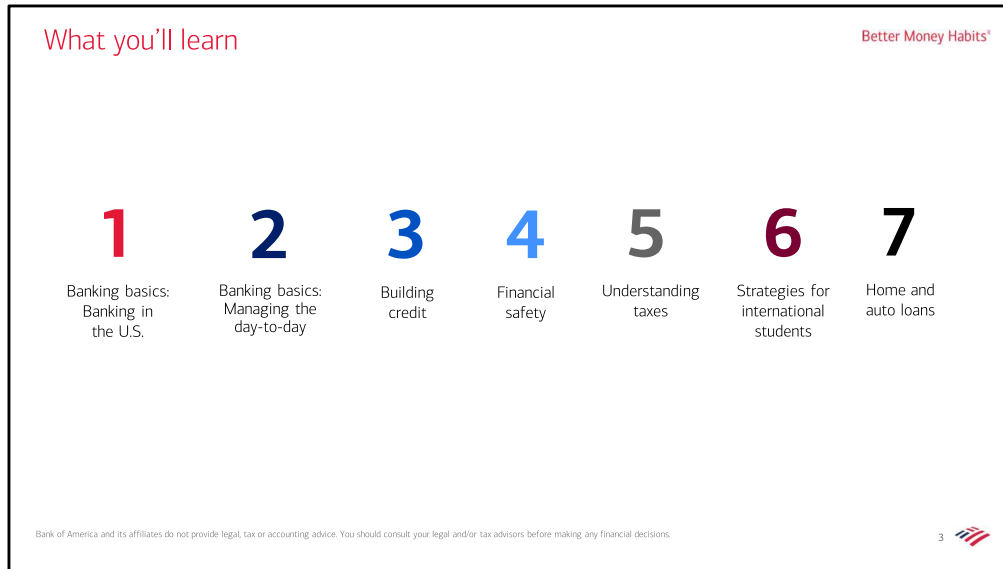 What you'll learn
Better Money Habits®
1
Banking basics:
Banking in
the U.S.
2
Banking basics:
Managing the
day-to-day
3
Building
credit
4
Financial
safety
5
Understanding
taxes
6
Strategies for
international
students
7
Home and
auto loans
Bank of America and its affiliates do not provide legal, tax or accounting advice. You should consult your legal and/or tax advisors before making any financial decisions.
3